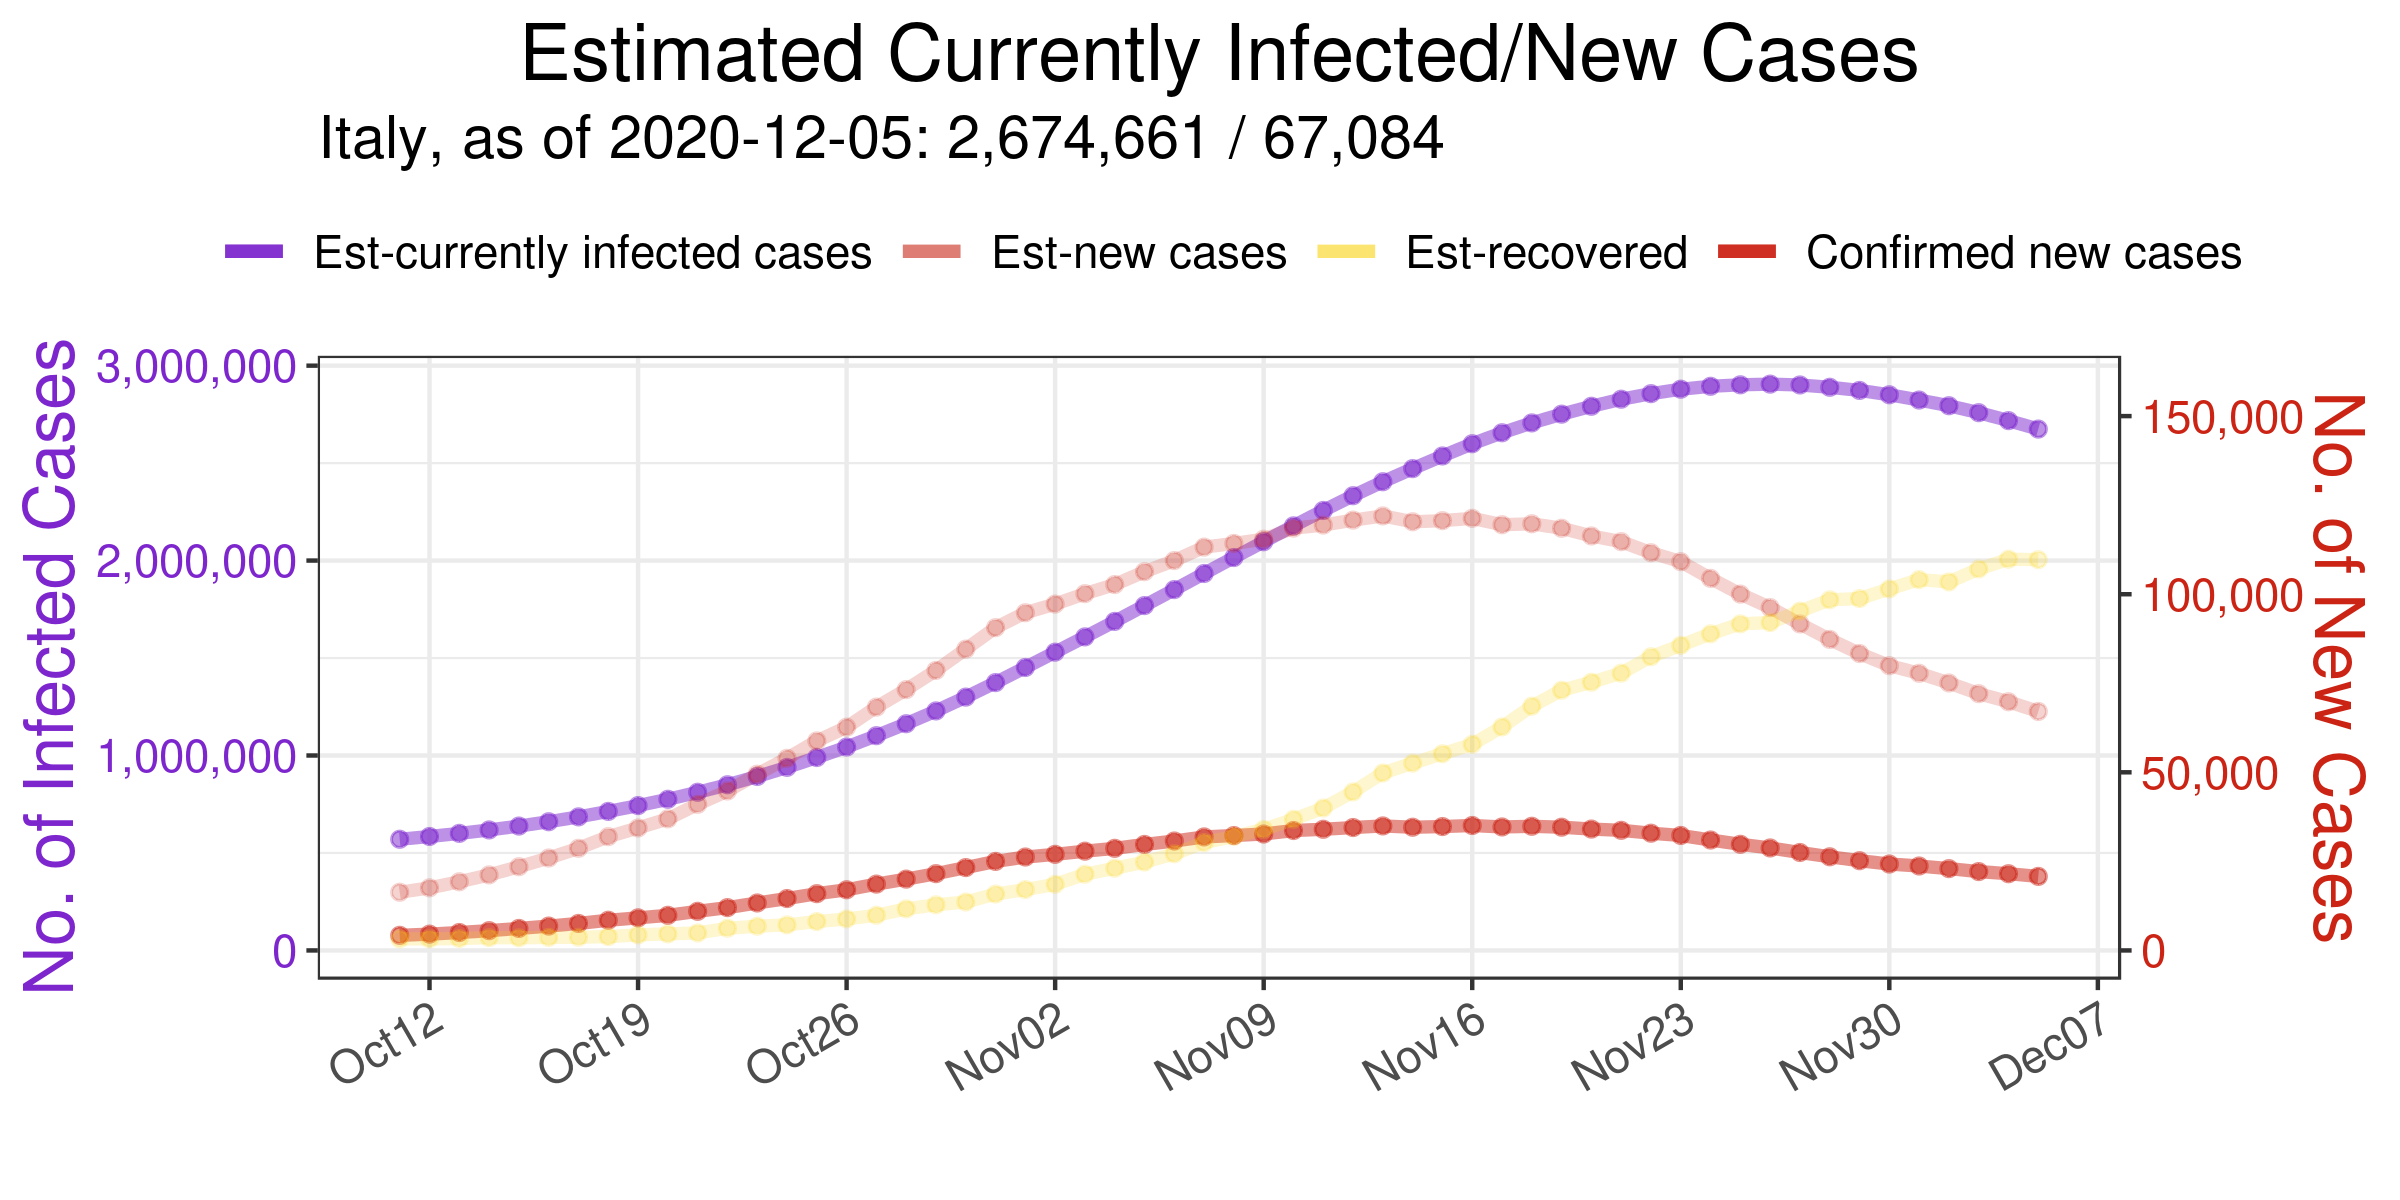 Estimated Currently Infected/New Cases
Italy, as of 2020-12-05: 2,674,661 / 67,084
Est-currently infected cases Est-new cases Est-recovered Confirmed new cases
No. of Infected Cases
3,000,000
2,000,000
1,000,000
0
150,000
100,000
50,000
0
No. of New Cases
Oct12 Oct19 Oct26 Nov02 Nov09 Nov16 Nov23 Nov30 Dec07